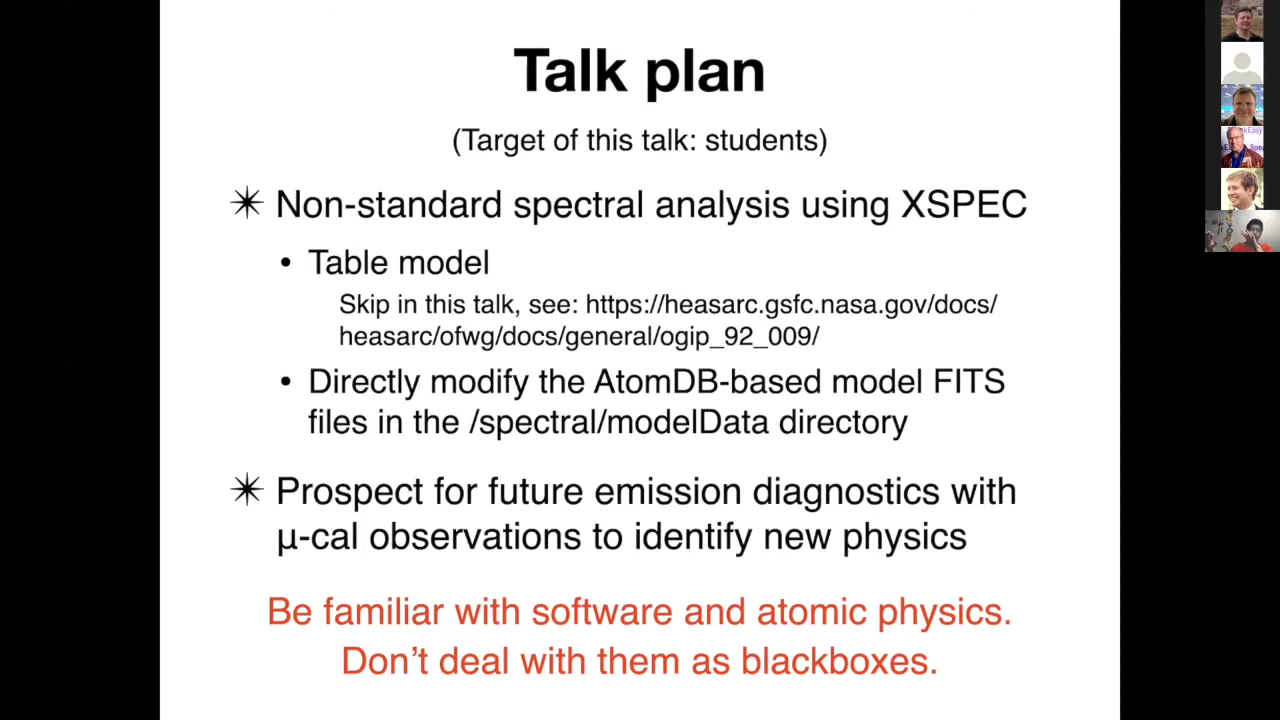 Talk plan
(Target of this talk: students)
✴ Non-standard spectral analysis using XSPEC
• Table model
Skip in this talk, see: https://heasarc.gsfc.nasa.gov/docs/
heasarc/ofwg/docs/general/ogip_92_009/
• Directly modify the AtomDB-based model FITS
files in the /spectral/modelData directory
✴ Prospect for future emission diagnostics with
µ-cal observations to identify new physics
Be familiar with software and atomic physics.
Don’t deal with them as blackboxes.